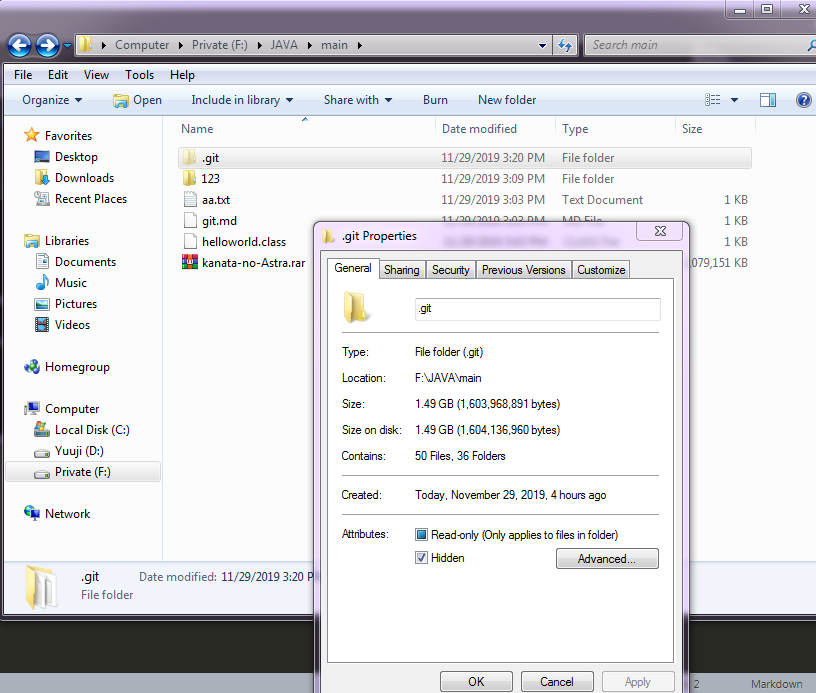 Computer Private (F:) JAVA main
Search main
File Edit View Tools Help
Organize Open Include in library Share with Burn New folder
Name Date modified Type Size
.git 11/29/2019 3:20 PM File folder
123 11/29/2019 3:09 PM File folder
aa.txt 11/29/2019 3:03 PM Text Document 1 KB
git.md 11/29/2019 3:03 PM MD File 1 KB
helloworld.class 1 KB
kanata-no-Astra.rar ,079,151 KB
Favorites
Desktop
Downloads
Recent Places
Libraries
Documents
Music
Pictures
Videos
Homegroup
Computer
Local Disk (C:)
Yuuji (D:)
Private (F:)
Network
.git Date modified: 11/29/2019 3:20 P
File folder
.git Properties
General Sharing Security Previous Versions Customize
.git
Type: File folder (.git)
Location: F:\JAVA\main
Size: 1.49 GB (1,603,968,891 bytes)
Size on disk: 1.49 GB (1,604,136,960 bytes)
Contains: 50 Files, 36 Folders
Created: Today, November 29, 2019, 4 hours ago
Attributes: Read-only (Only applies to files in folder)
Hidden Advanced...
OK Cancel Apply
2 Markdown